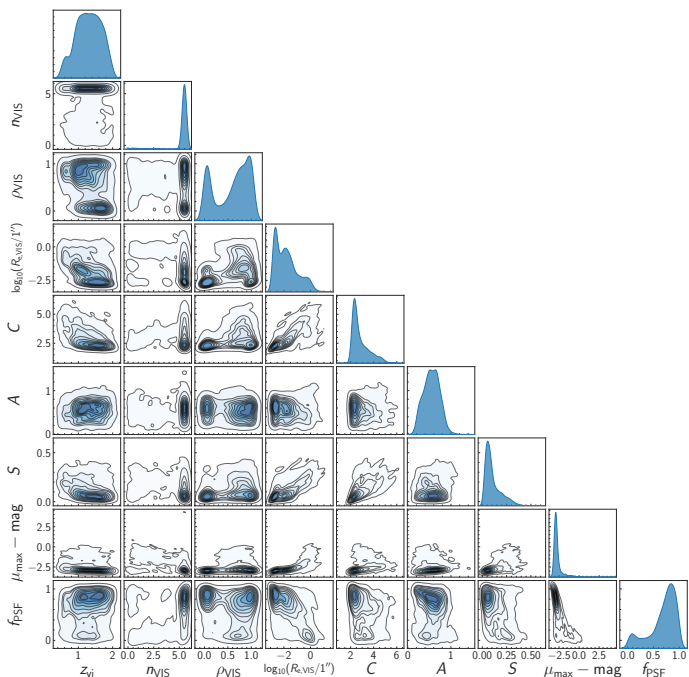 5
0
n_VIS
1
0
ρ_VIS
0.0
−2.5
log₁₀(R_e,VIS/1″)
5.0
2.5
C
1
0
A
0.5
0.0
S
2.5
0.0
−2.5
μ_max − mag
1
0
f_PSF
1 2 0.0 2.5 5.0 0.0 0.5 1.0 −2 0 2 4 6 0 1 0.00 0.25 0.50 −2.5 0.0 2.5 0.0 0.5 1.0
z_vi n_VIS ρ_VIS log₁₀(R_e,VIS/1″) C A S μ_max − mag f_PSF